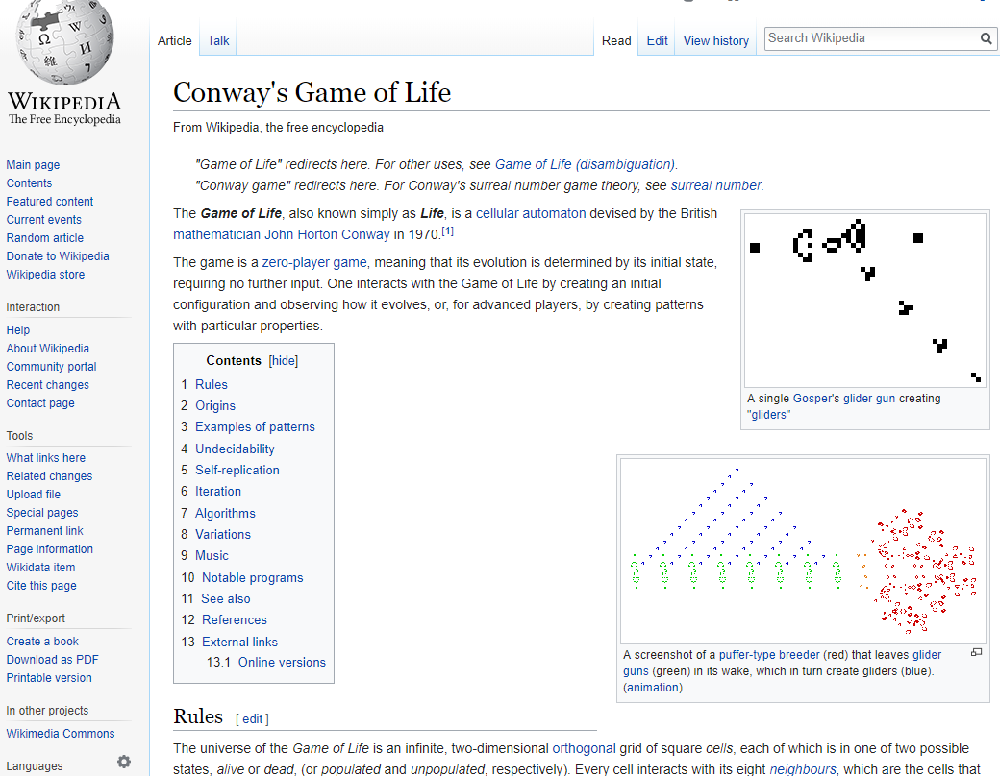 WIKIPEDIA
The Free Encyclopedia
Main page
Contents
Featured content
Current events
Random article
Donate to Wikipedia
Wikipedia store
Interaction
Help
About Wikipedia
Community portal
Recent changes
Contact page
Tools
What links here
Related changes
Upload file
Special pages
Permanent link
Page information
Wikidata item
Cite this page
Print/export
Create a book
Download as PDF
Printable version
In other projects
Wikimedia Commons
Languages
Article Talk
Read Edit View history Search Wikipedia
Conway's Game of Life
From Wikipedia, the free encyclopedia
"Game of Life" redirects here. For other uses, see Game of Life (disambiguation).
"Conway game" redirects here. For Conway's surreal number game theory, see surreal number.
The Game of Life, also known simply as Life, is a cellular automaton devised by the British
mathematician John Horton Conway in 1970.[1]
The game is a zero-player game, meaning that its evolution is determined by its initial state,
requiring no further input. One interacts with the Game of Life by creating an initial
configuration and observing how it evolves, or, for advanced players, by creating patterns
with particular properties.
A single Gosper's glider gun creating
"gliders"
Contents [hide]
1 Rules
2 Origins
3 Examples of patterns
4 Undecidability
5 Self-replication
6 Iteration
7 Algorithms
8 Variations
9 Music
10 Notable programs
11 See also
12 References
13 External links
13.1 Online versions
A screenshot of a puffer-type breeder (red) that leaves glider
guns (green) in its wake, which in turn create gliders (blue).
(animation)
Rules [ edit ]
The universe of the Game of Life is an infinite, two-dimensional orthogonal grid of square cells, each of which is in one of two possible
states, alive or dead, (or populated and unpopulated, respectively). Every cell interacts with its eight neighbours, which are the cells that